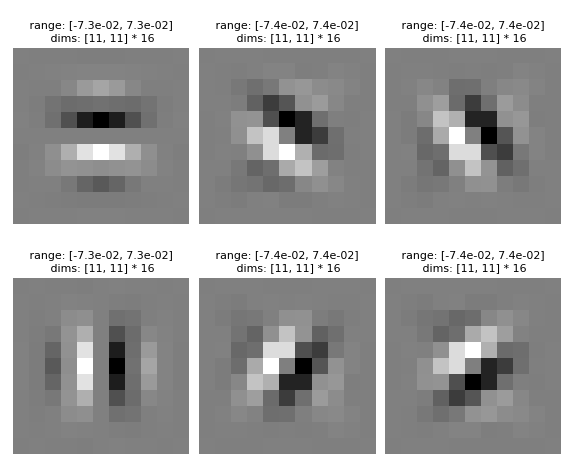 range: [-7.3e-02, 7.3e-02]
dims: [11, 11] * 16
range: [-7.4e-02, 7.4e-02]
dims: [11, 11] * 16
range: [-7.4e-02, 7.4e-02]
dims: [11, 11] * 16
range: [-7.3e-02, 7.3e-02]
dims: [11, 11] * 16
range: [-7.4e-02, 7.4e-02]
dims: [11, 11] * 16
range: [-7.4e-02, 7.4e-02]
dims: [11, 11] * 16